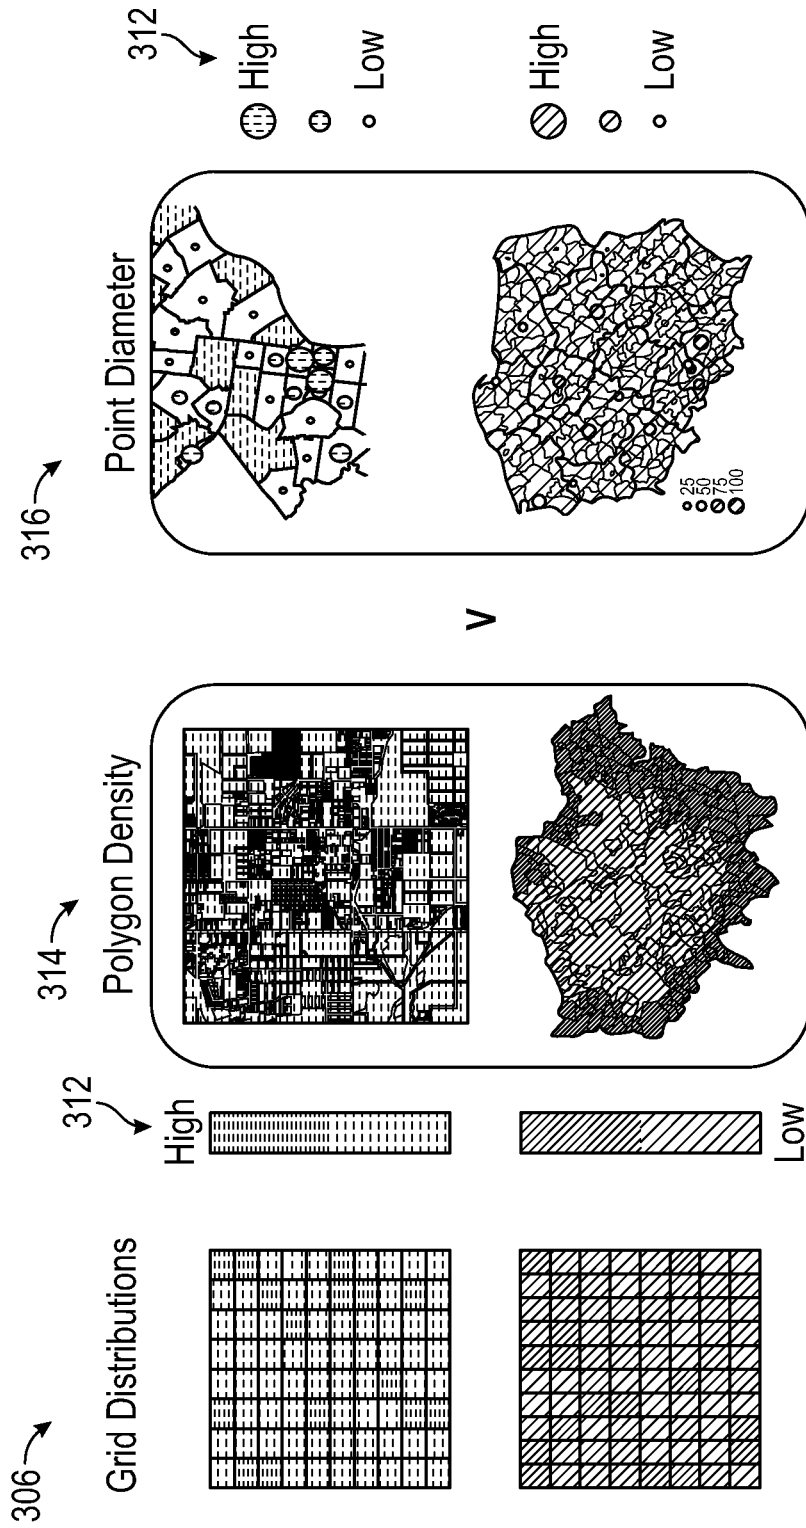 306
Grid Distributions
312
High
Low
314
Polygon Density
V
316
Point Diameter
25
50
75
100
312
High
Low
High
Low